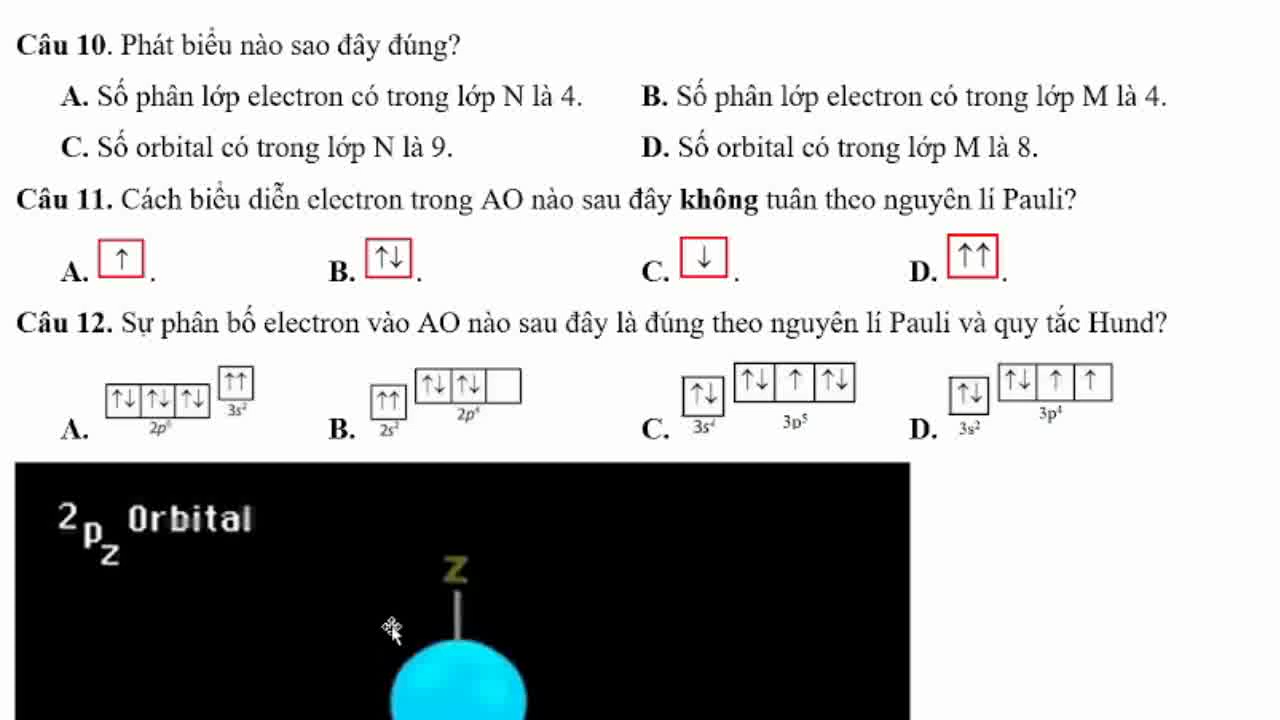 Câu 10. Phát biểu nào sao đây đúng?
A. Số phân lớp electron có trong lớp N là 4. B. Số phân lớp electron có trong lớp M là 4.
C. Số orbital có trong lớp N là 9. D. Số orbital có trong lớp M là 8.
Câu 11. Cách biểu diễn electron trong AO nào sau đây không tuân theo nguyên lí Pauli?
A. ↑ . B. ↑↓ . C. ↓ . D. ↑↑ .
Câu 12. Sự phân bố electron vào AO nào sau đây là đúng theo nguyên lí Pauli và quy tắc Hund?
A. ↑↓ ↑↓ ↑↓ ↑↑ B. ↑↑ ↑↓ ↑↓ C. ↑↓ ↑↓ ↑ ↑↓ D. ↑↓ ↑↓ ↑ ↑
2p⁶ 3s² 2s² 2p⁴ 3p⁵ 3s² 3p⁴
2p_z Orbital
Z